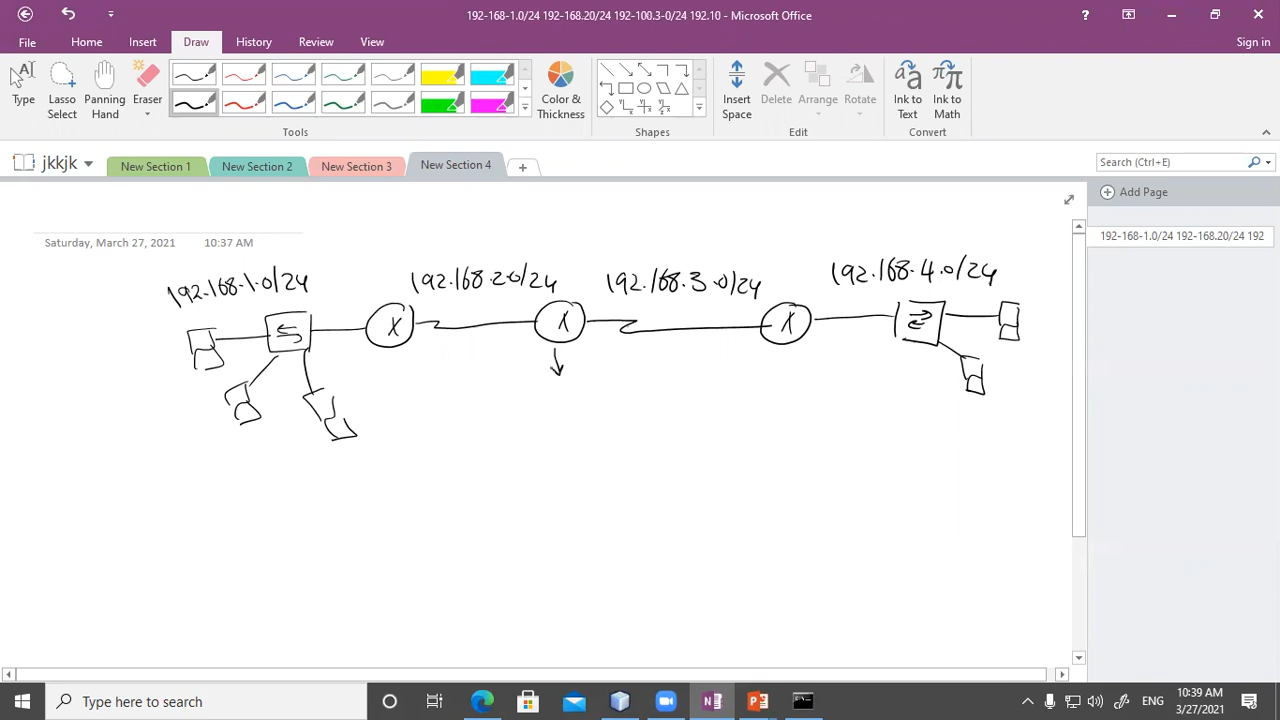 192-168-1.0/24 192-168.20/24 192-100.3-0/24 192.10 - Microsoft Office
File Home Insert Draw History Review View Sign in
Type Lasso Select Panning Hand Eraser Color & Thickness Insert Space Delete Arrange Rotate Ink to Text Ink to Math
Tools Shapes Edit Convert
jkkjk New Section 1 New Section 2 New Section 3 New Section 4 Search (Ctrl+E)
Add Page
192-168-1.0/24 192-168.20/24 192
Saturday, March 27, 2021 10:37 AM
192.168.1.0/24 192.168.2.0/24 192.168.3.0/24 192.168.4.0/24
X X X
Type here to search ENG 10:39 AM
3/27/2021